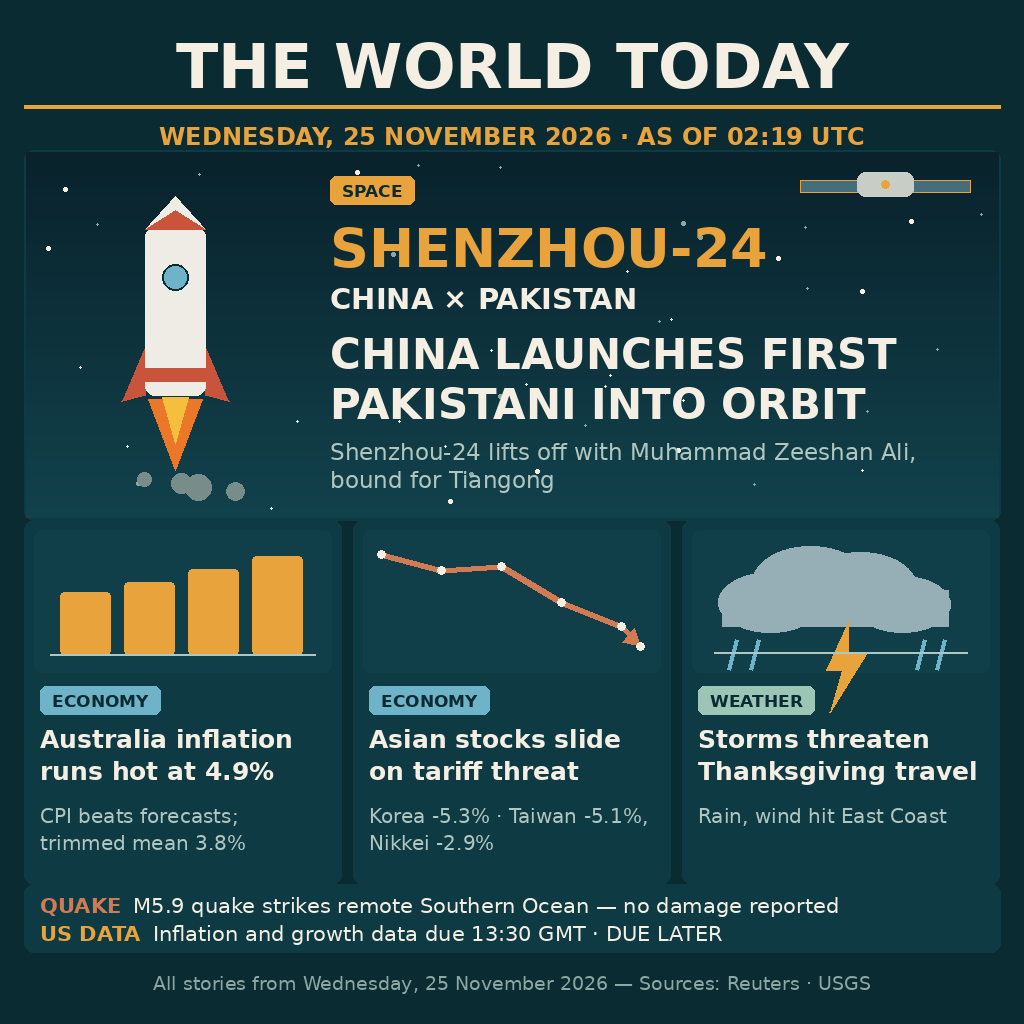 THE WORLD TODAY
WEDNESDAY, 25 NOVEMBER 2026 · AS OF 02:19 UTC
SPACE
SHENZHOU-24
CHINA × PAKISTAN
CHINA LAUNCHES FIRST
PAKISTANI INTO ORBIT
Shenzhou-24 lifts off with Muhammad Zeeshan Ali,
bound for Tiangong
ECONOMY
Australia inflation
runs hot at 4.9%
CPI beats forecasts;
trimmed mean 3.8%
ECONOMY
Asian stocks slide
on tariff threat
Korea -5.3% · Taiwan -5.1%,
Nikkei -2.9%
WEATHER
Storms threaten
Thanksgiving travel
Rain, wind hit East Coast
QUAKE M5.9 quake strikes remote Southern Ocean — no damage reported
US DATA Inflation and growth data due 13:30 GMT · DUE LATER
All stories from Wednesday, 25 November 2026 — Sources: Reuters · USGS